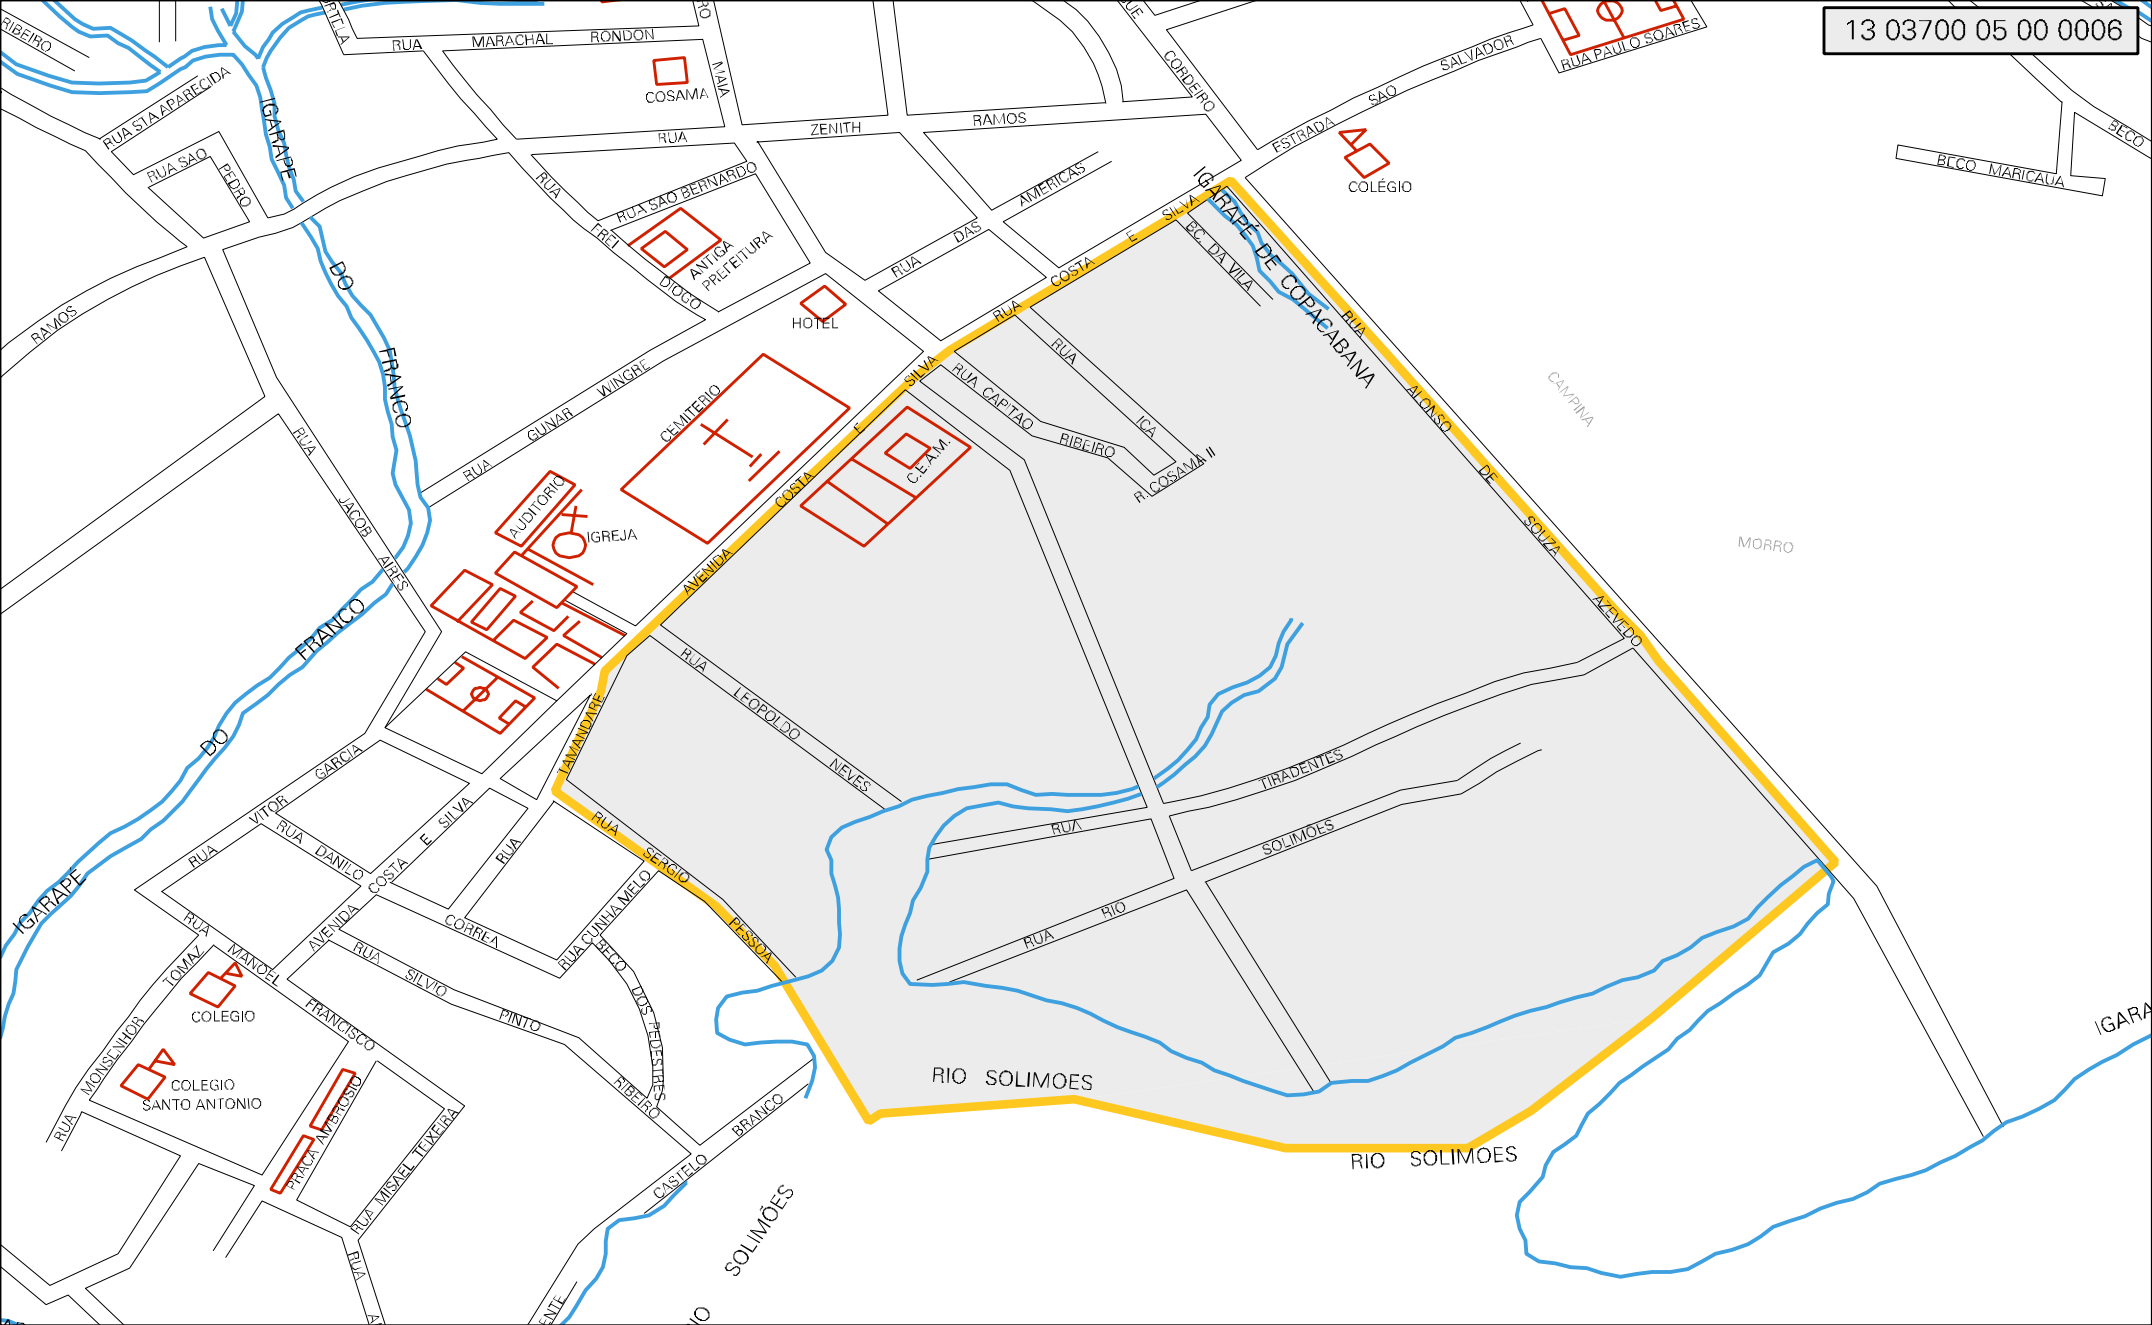 13 03700 05 00 0006
RIBEIRO
RUA MARACHAL RONDON
COSAMA
MAIA
CORDEIRO
ESTRADA SAO SALVADOR
RUA PAULO SOARES
BECO
BECO MARICAUA
COLÉGIO
RUA STA APARECIDA
RUA SAO PEDRO
IGARAPE DO FRANCO
RUA ZENITH RAMOS
RUA SAO BERNARDO
RUA FREI DIOGO
ANTIGA
PREFEITURA
RUA DAS AMERICAS
HOTEL
RUA COSTA E SILVA
BC. DA VILA
IGARAPÉ DE COPACABANA
RUA ALONSO DE SOUZA AZEVEDO
CAMPINA
MORRO
RAMOS
RUA GUNAR WINGRE
CEMITERIO
RUA JACOB AIRES
AUDITORIO
IGREJA
AVENIDA COSTA E SILVA
C.E.A.M.
RUA CAPITAO RIBEIRO
RUA ICA
R. COSAMA II
IGARAPE DO FRANCO
RUA LEOPOLDO NEVES
TAMANDARE
RUA
RUA VITOR GARCIA
RUA DANILO CORREA
AVENIDA COSTA E SILVA
RUA SERGIO PESSOA
RUA CUNHA MELO
BECO DOS PEDESTRES
RUA TIRADENTES
RUA RIO SOLIMÕES
RUA MANOEL FRANCISCO
RUA SILVIO PINTO RIBEIRO
RUA MONSENHOR TOMAZ
COLEGIO
COLEGIO
SANTO ANTONIO
PRACA AMBROSIO
RUA MISAEL TEIXEIRA
RUA
CASTELO BRANCO
RIO SOLIMOES
RIO SOLIMOES
SOLIMÕES
IGARA